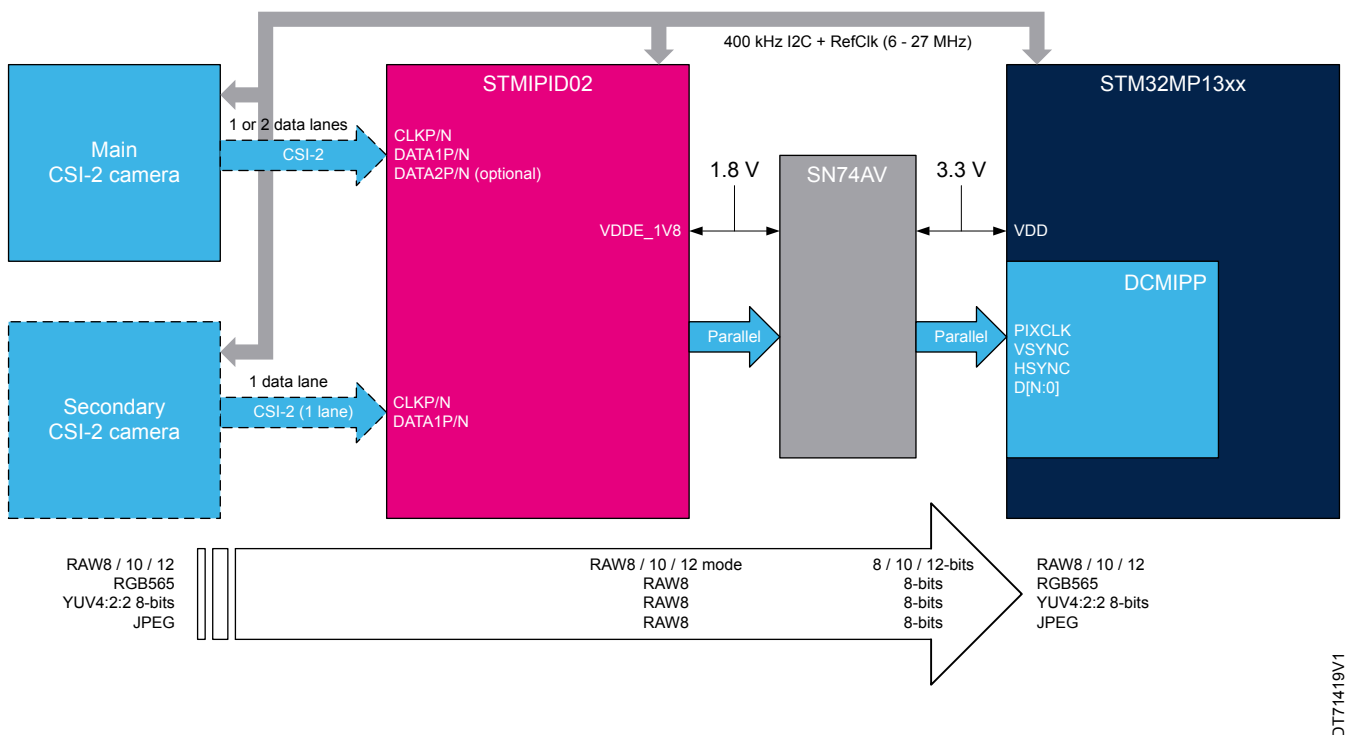 400 kHz I2C + RefClk (6 - 27 MHz)
Main
CSI-2 camera
1 or 2 data lanes
CSI-2
STMIPID02
CLKP/N
DATA1P/N
DATA2P/N (optional)
VDDE_1V8
1.8 V
SN74AV
3.3 V
STM32MP13xx
VDD
DCMIPP
PIXCLK
VSYNC
HSYNC
D[N:0]
Parallel
Parallel
Secondary
CSI-2 camera
1 data lane
CSI-2 (1 lane)
CLKP/N
DATA1P/N
RAW8 / 10 / 12 RAW8 / 10 / 12 mode 8 / 10 / 12-bits RAW8 / 10 / 12
RGB565 RAW8 8-bits RGB565
YUV4:2:2 8-bits RAW8 8-bits YUV4:2:2 8-bits
JPEG RAW8 8-bits JPEG
DT71419V1